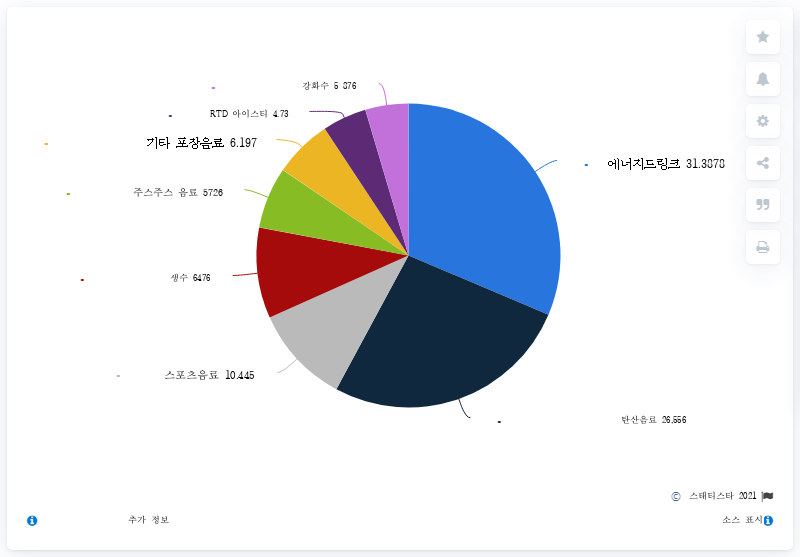 강화수 5 876
RTD 아이스티 4.73
기타 포장음료 6.197
에너지드링크 31.3878
주스주스 음료 5726
생수 6476
스포츠음료 10.445
탄산음료 26,556
© 스태티스타 2021
추가 정보
소스 표시